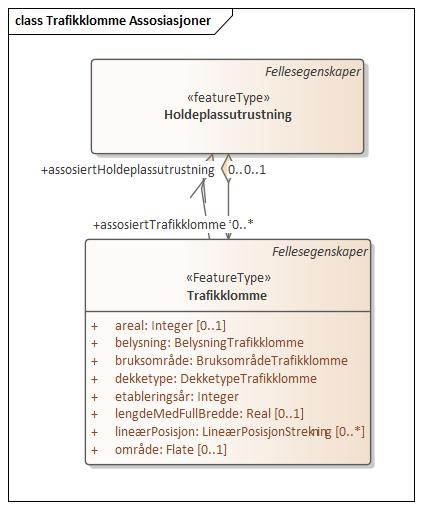 class Trafikklomme Assosiasjoner
Fellesegenskaper
«featureType»
Holdeplassutrustning
+assosiertHoldeplassutrustning 0..0..1
+assosiertTrafikklomme 0..*
Fellesegenskaper
«FeatureType»
Trafikklomme
+ areal: Integer [0..1]
+ belysning: BelysningTrafikklomme
+ bruksområde: BruksområdeTrafikklomme
+ dekketype: DekketypeTrafikklomme
+ etableringsår: Integer
+ lengdeMedFullBredde: Real [0..1]
+ lineærPosisjon: LineærPosisjonStrekning [0..*]
+ område: Flate [0..1]